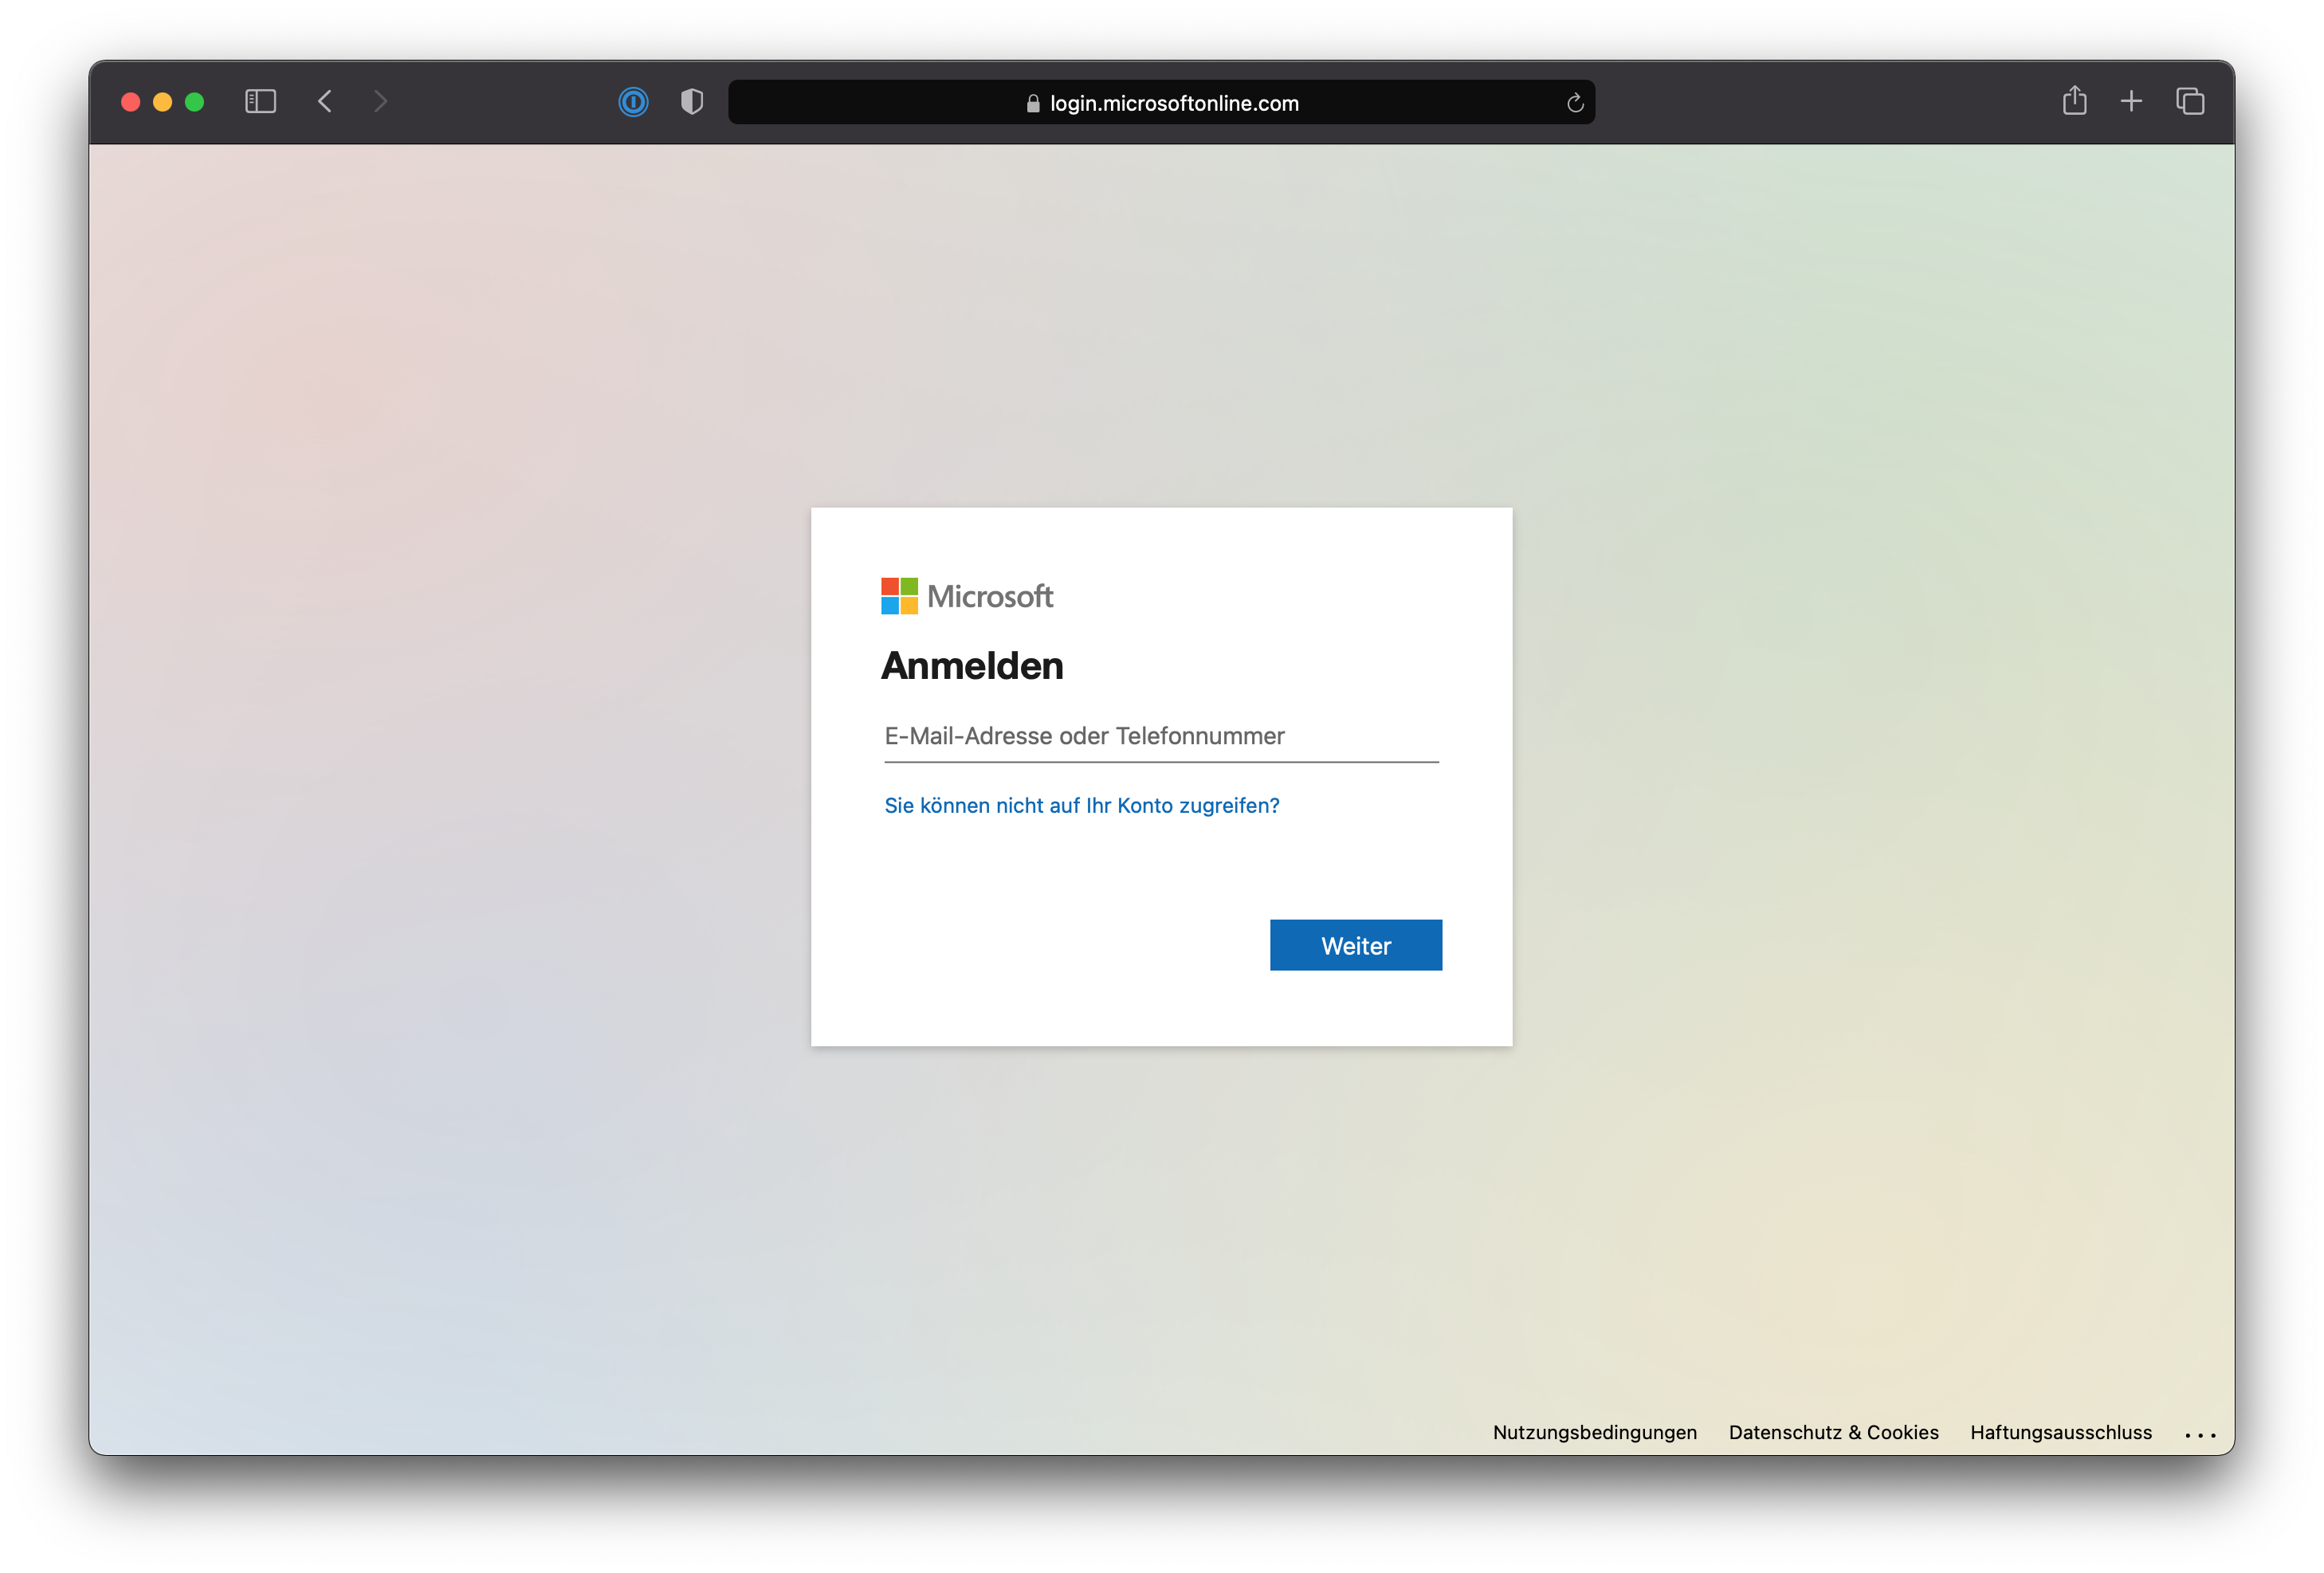 login.microsoftonline.com
Microsoft
Anmelden
E-Mail-Adresse oder Telefonnummer
Sie können nicht auf Ihr Konto zugreifen?
Weiter
Nutzungsbedingungen Datenschutz & Cookies Haftungsausschluss ...